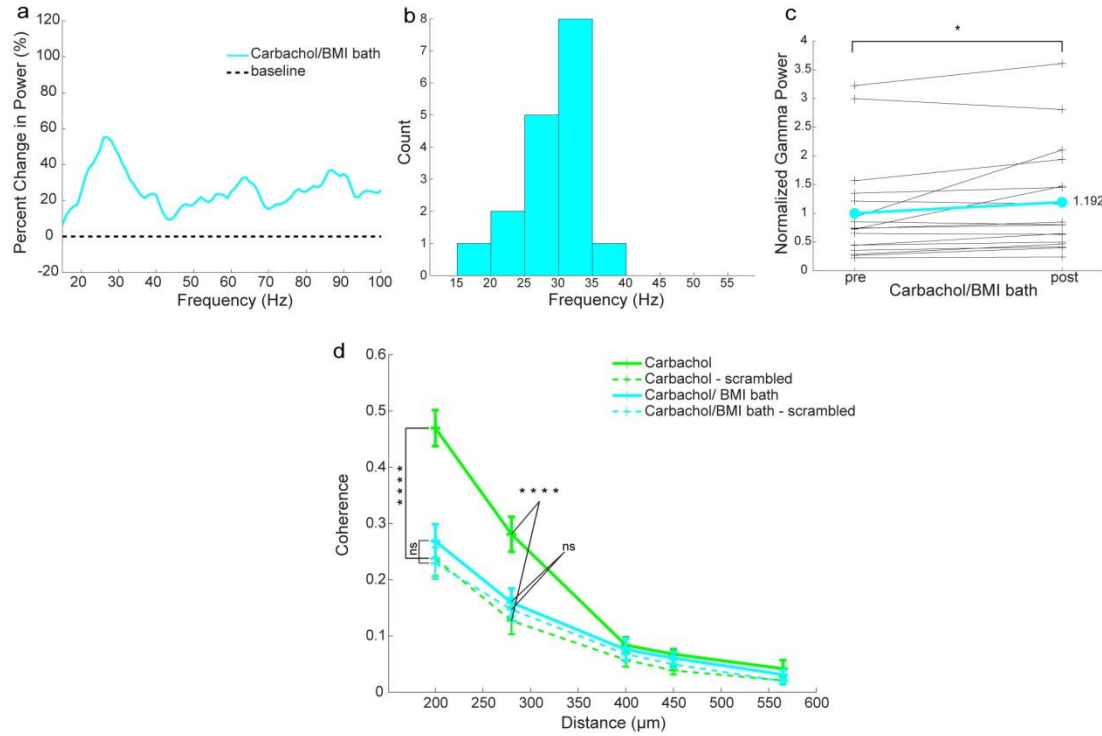 a
120
100
80
60
40
20
0
-20
Percent Change in Power (%)
Carbachol/BMI bath
baseline
20 30 40 50 60 70 80 90 100
Frequency (Hz)
b
8
7
6
5
4
3
2
1
0
Count
15 20 25 30 35 40 45 50 55
Frequency (Hz)
c
*
4
3.5
3
2.5
2
1.5
1
0.5
0
Normalized Gamma Power
1.192
pre
post
Carbachol/BMI bath
d
0.6
0.5
0.4
0.3
0.2
0.1
0
Coherence
Carbachol
Carbachol - scrambled
Carbachol/ BMI bath
Carbachol/BMI bath - scrambled
****
ns
* * * *
ns
200 250 300 350 400 450 500 550 600
Distance (µm)